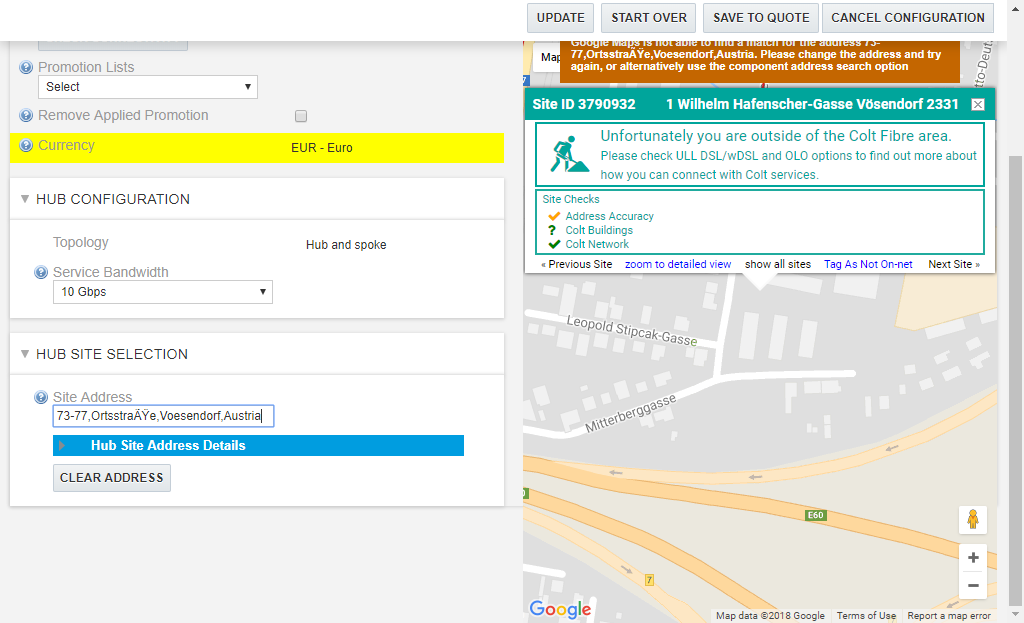 UPDATE
START OVER
SAVE TO QUOTE
CANCEL CONFIGURATION
Promotion Lists
Select
Remove Applied Promotion
Currency
EUR - Euro
HUB CONFIGURATION
Topology
Hub and spoke
Service Bandwidth
10 Gbps
HUB SITE SELECTION
Site Address
73-77,OrtsstraÃŸe,Voesendorf,Austria
Hub Site Address Details
CLEAR ADDRESS
Map
Google Maps is not able to find a match for the address 73-
77,OrtsstraÃŸe,Voesendorf,Austria. Please change the address and try
again, or alternatively use the component address search option
Site ID 3790932
1 Wilhelm Hafenscher-Gasse Vösendorf 2331
Unfortunately you are outside of the Colt Fibre area.
Please check ULL DSL/wDSL and OLO options to find out more about
how you can connect with Colt services.
Site Checks
Address Accuracy
? Colt Buildings
Colt Network
« Previous Site
zoom to detailed view
show all sites
Tag As Not On-net
Next Site »
Leopold Stipcak-Gasse
Mitterberggasse
E60
7
Google
Map data ©2018 Google
Terms of Use
Report a map error